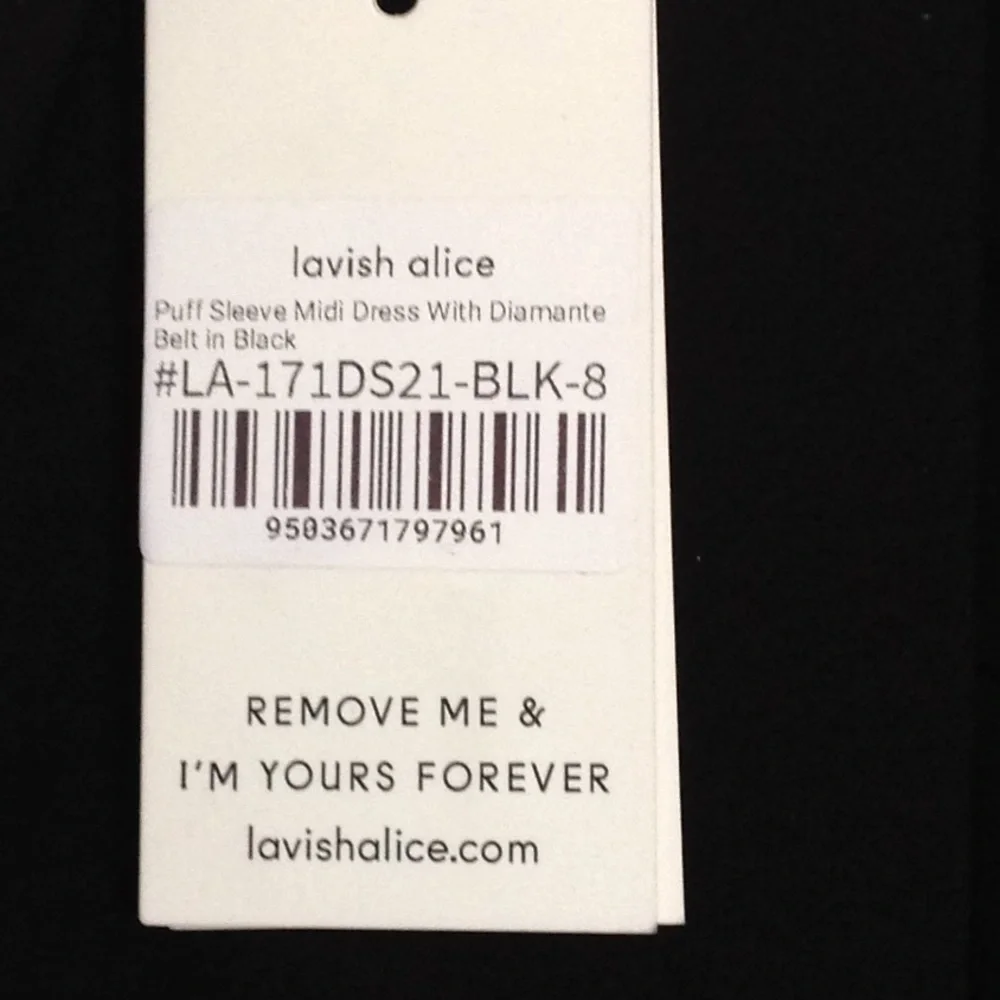 lavish alice
Puff Sleeve Midi Dress With Diamante
Belt in Black
#LA-171DS21-BLK-8
9503671797961
REMOVE ME &
I'M YOURS FOREVER
lavishalice.com